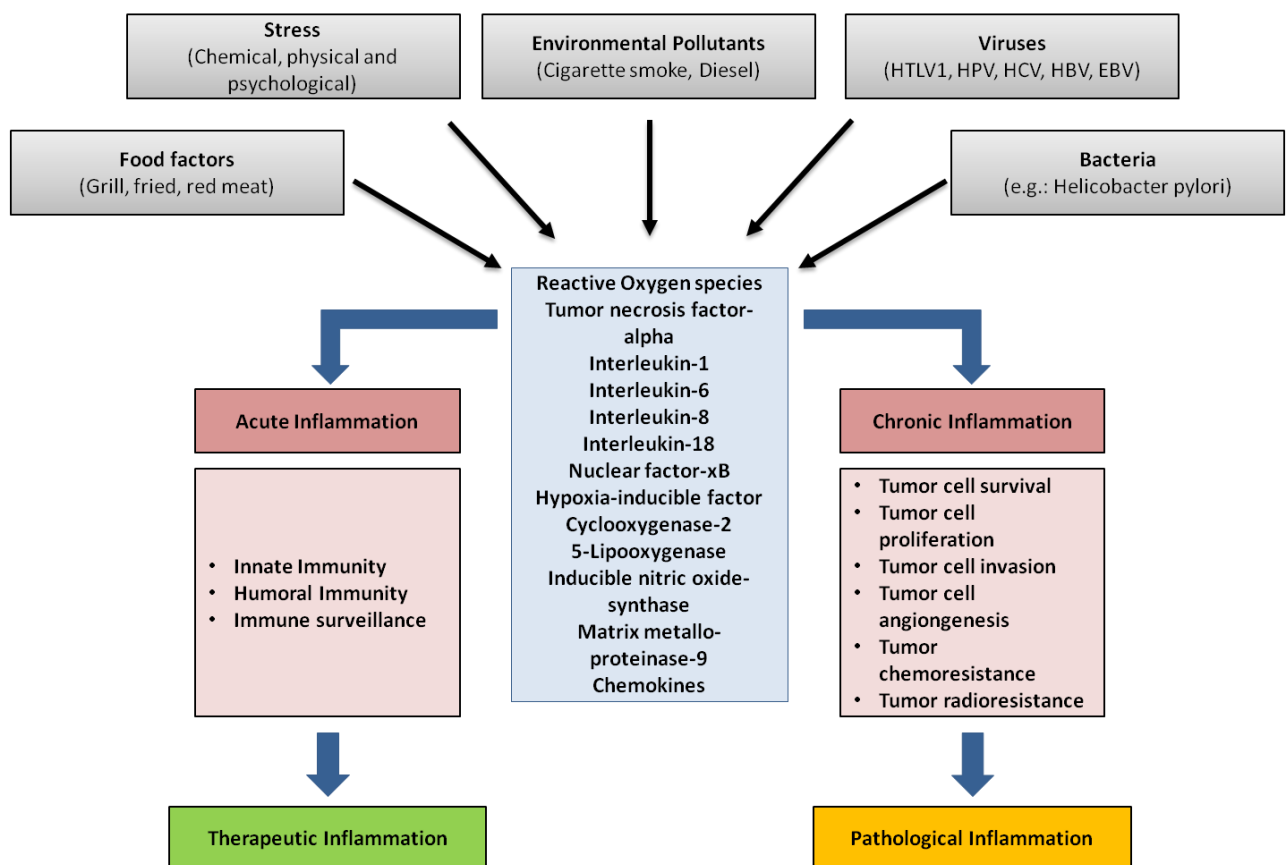 Stress
(Chemical, physical and
psychological)
Environmental Pollutants
(Cigarette smoke, Diesel)
Viruses
(HTLV1, HPV, HCV, HBV, EBV)
Food factors
(Grill, fried, red meat)
Bacteria
(e.g.: Helicobacter pylori)
Reactive Oxygen species
Tumor necrosis factor-
alpha
Interleukin-1
Interleukin-6
Interleukin-8
Interleukin-18
Nuclear factor-xB
Hypoxia-inducible factor
Cyclooxygenase-2
5-Lipooxygenase
Inducible nitric oxide-
synthase
Matrix metallo-
proteinase-9
Chemokines
Acute Inflammation
• Innate Immunity
• Humoral Immunity
• Immune surveillance
Therapeutic Inflammation
Chronic Inflammation
• Tumor cell survival
• Tumor cell
proliferation
• Tumor cell invasion
• Tumor cell
angiongenesis
• Tumor
chemoresistance
• Tumor radioresistance
Pathological Inflammation